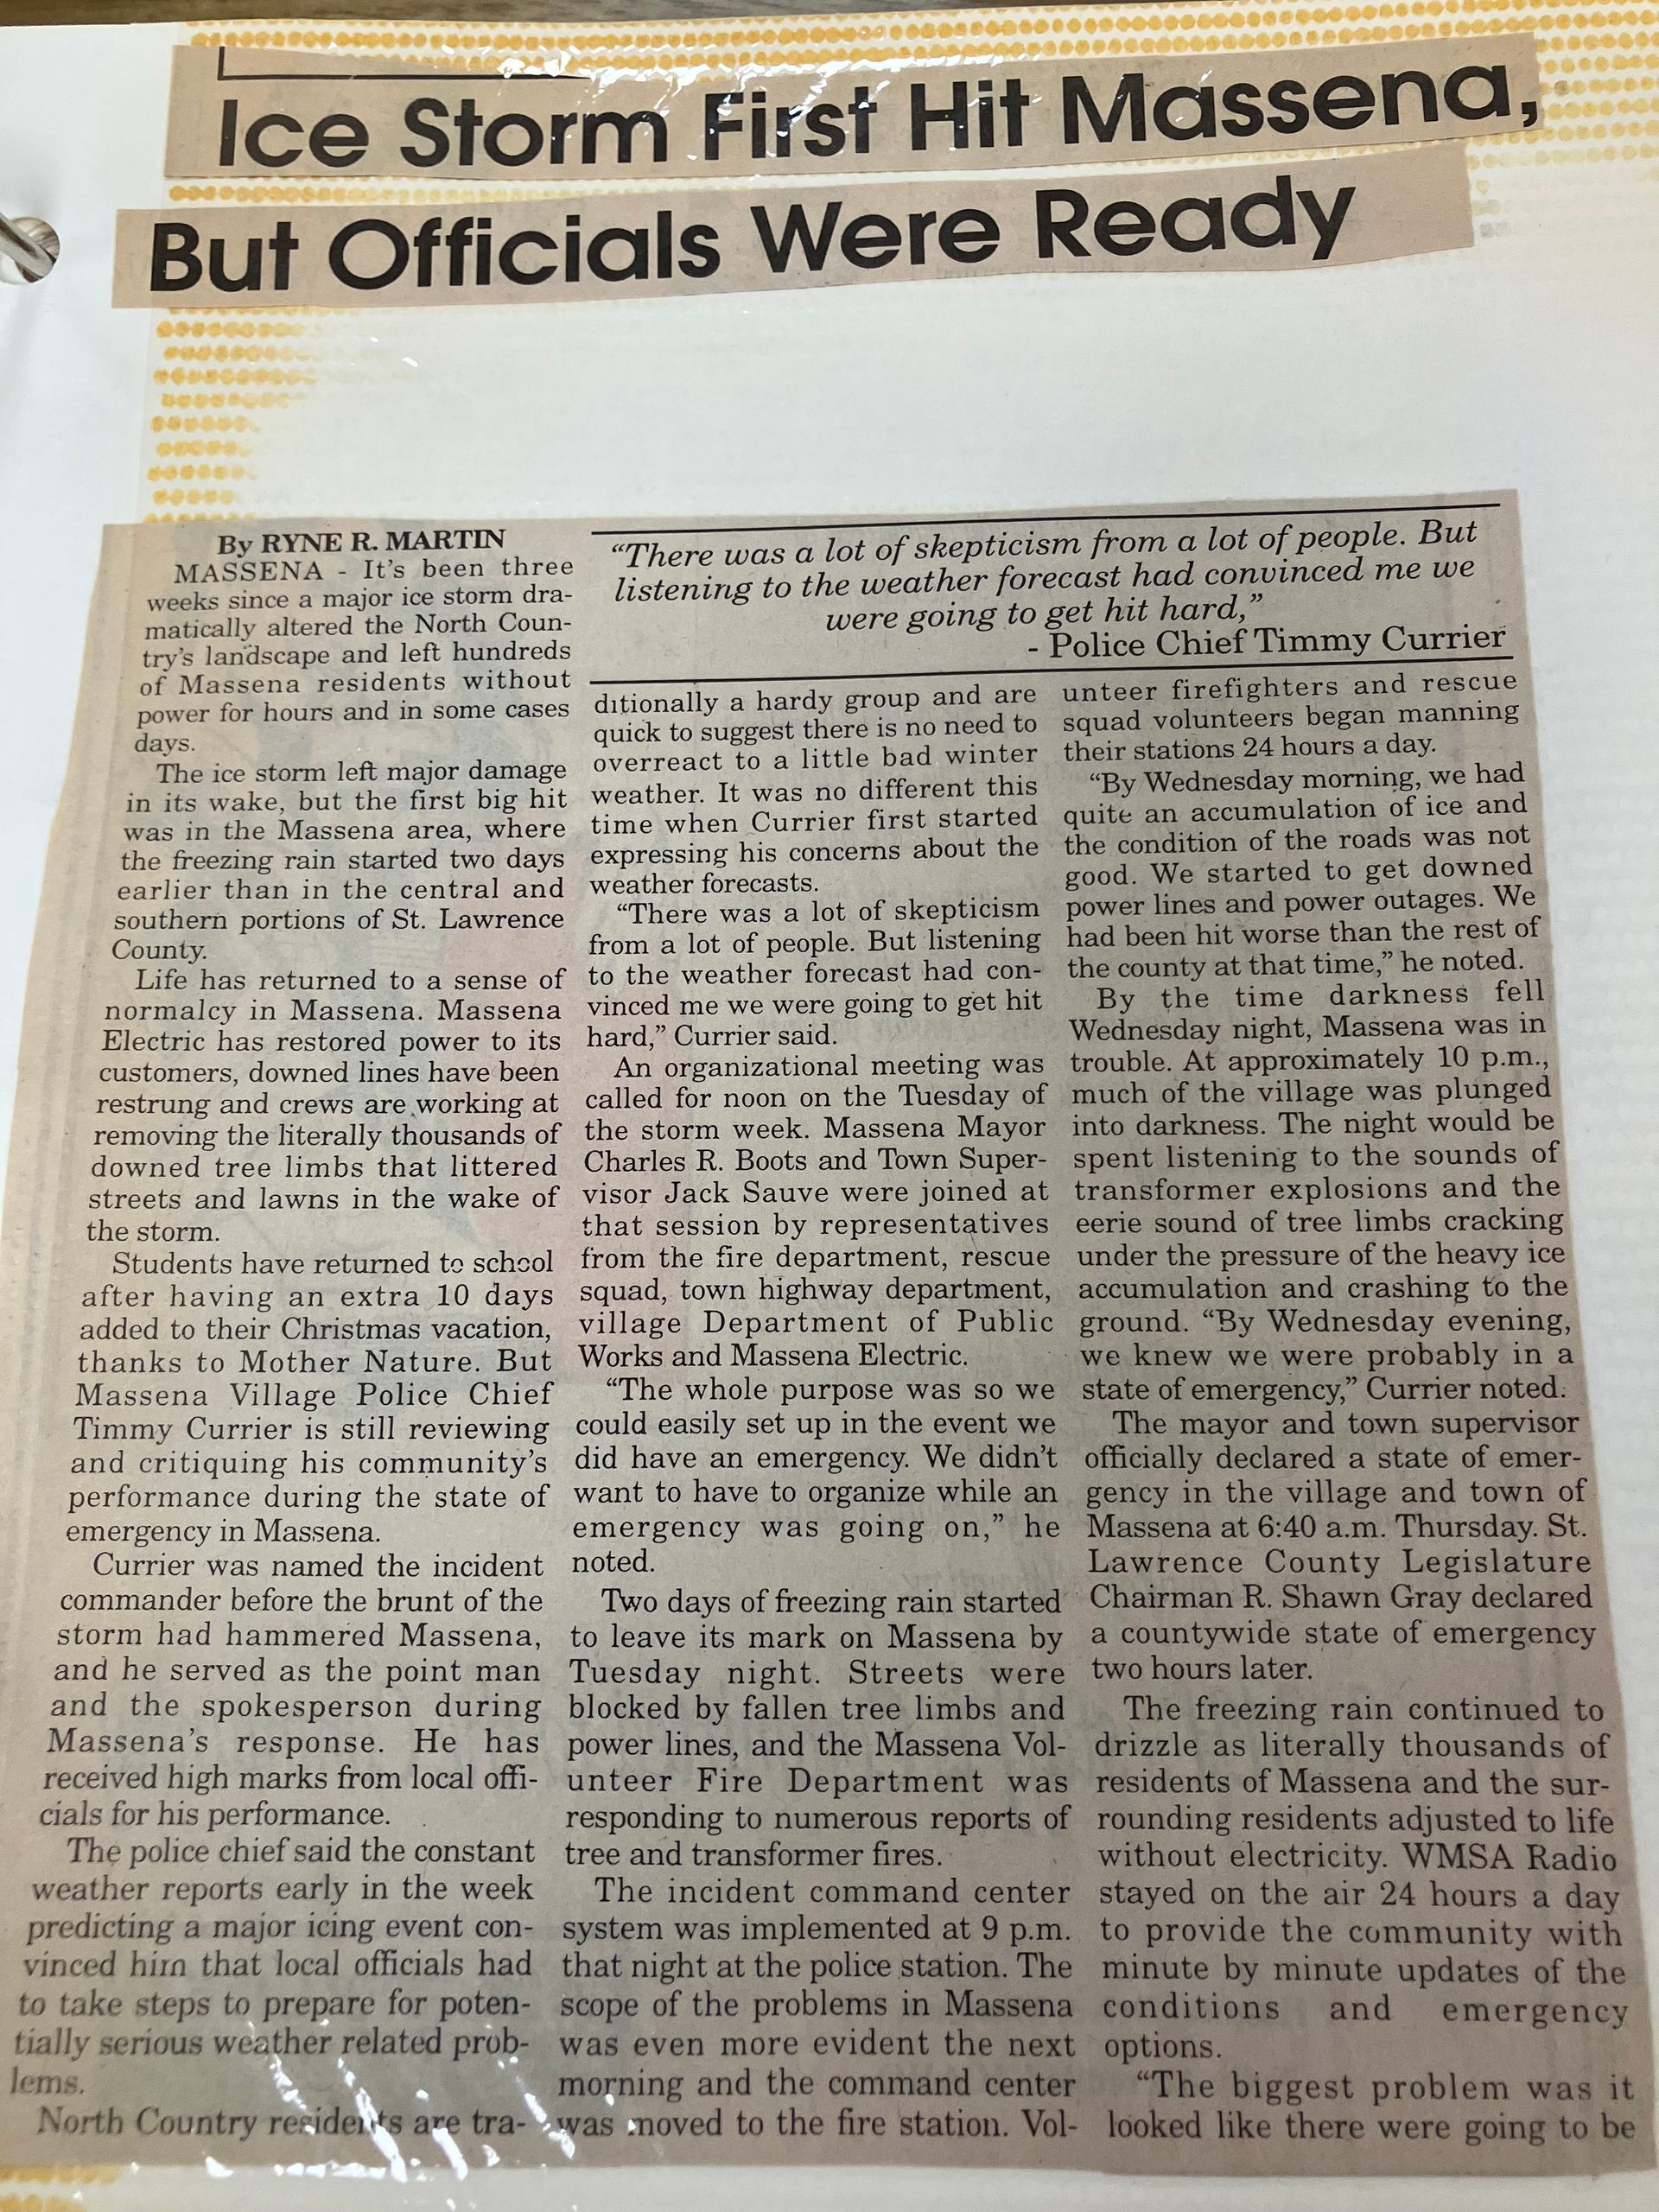 Ice Storm First Hit Massena,
But Officials Were Ready
By RYNE R. MARTIN
MASSENA - It's been three
weeks since a major ice storm dra-
matically altered the North Coun-
try's landscape and left hundreds
of Massena residents without
power for hours and in some cases
days.
The ice storm left major damage
in its wake, but the first big hit
was in the Massena area, where
the freezing rain started two days
earlier than in the central and
southern portions of St. Lawrence
County.
Life has returned to a sense of
normalcy in Massena. Massena
Electric has restored power to its
customers, downed lines have been
restrung and crews are working at
removing the literally thousands of
downed tree limbs that littered
streets and lawns in the wake of
the storm.
Students have returned to school
after having an extra 10 days
added to their Christmas vacation,
thanks to Mother Nature. But
Massena Village Police Chief
Timmy Currier is still reviewing
and critiquing his community's
performance during the state of
emergency in Massena.
Currier was named the incident
commander before the brunt of the
storm had hammered Massena,
and he served as the point man
and the spokesperson during
Massena's response. He has
received high marks from local offi-
cials for his performance.
The police chief said the constant
weather reports early in the week
predicting a major icing event con-
vinced him that local officials had
to take steps to prepare for poten-
tially serious weather related prob-
lems.
North Country residents are tra-
"There was a lot of skepticism from a lot of people. But
listening to the weather forecast had convinced me we
were going to get hit hard,"
- Police Chief Timmy Currier
ditionally a hardy group and are
quick to suggest there is no need to
overreact to a little bad winter
weather. It was no different this
time when Currier first started
expressing his concerns about the
weather forecasts.
"There was a lot of skepticism
from a lot of people. But listening
to the weather forecast had con-
vinced me we were going to get hit
hard," Currier said.
An organizational meeting was
called for noon on the Tuesday of
the storm week. Massena Mayor
Charles R. Boots and Town Super-
visor Jack Sauve were joined at
that session by representatives
from the fire department, rescue
squad, town highway department,
village Department of Public
Works and Massena Electric.
"The whole purpose was so we
could easily set up in the event we
did have an emergency. We didn't
want to have to organize while an
emergency was going on," he
noted.
Two days of freezing rain started
to leave its mark on Massena by
Tuesday night. Streets were
blocked by fallen tree limbs and
power lines, and the Massena Vol-
unteer Fire Department was
responding to numerous reports of
tree and transformer fires.
The incident command center
system was implemented at 9 p.m.
that night at the police station. The
scope of the problems in Massena
was even more evident the next
morning and the command center
was moved to the fire station. Vol-
unteer firefighters and rescue
squad volunteers began manning
their stations 24 hours a day.
"By Wednesday morning, we had
quite an accumulation of ice and
the condition of the roads was not
good. We started to get downed
power lines and power outages. We
had been hit worse than the rest of
the county at that time," he noted.
By the time darkness fell
Wednesday night, Massena was in
trouble. At approximately 10 p.m.,
much of the village was plunged
into darkness. The night would be
spent listening to the sounds of
transformer explosions and the
eerie sound of tree limbs cracking
under the pressure of the heavy ice
accumulation and crashing to the
ground. "By Wednesday evening,
we knew we were probably in a
state of emergency," Currier noted.
The mayor and town supervisor
officially declared a state of emer-
gency in the village and town of
Massena at 6:40 a.m. Thursday. St.
Lawrence County Legislature
Chairman R. Shawn Gray declared
a countywide state of emergency
two hours later.
The freezing rain continued to
drizzle as literally thousands of
residents of Massena and the sur-
rounding residents adjusted to life
without electricity. WMSA Radio
stayed on the air 24 hours a day
to provide the community with
minute by minute updates of the
conditions and emergency
options.
"The biggest problem was it
looked like there were going to be